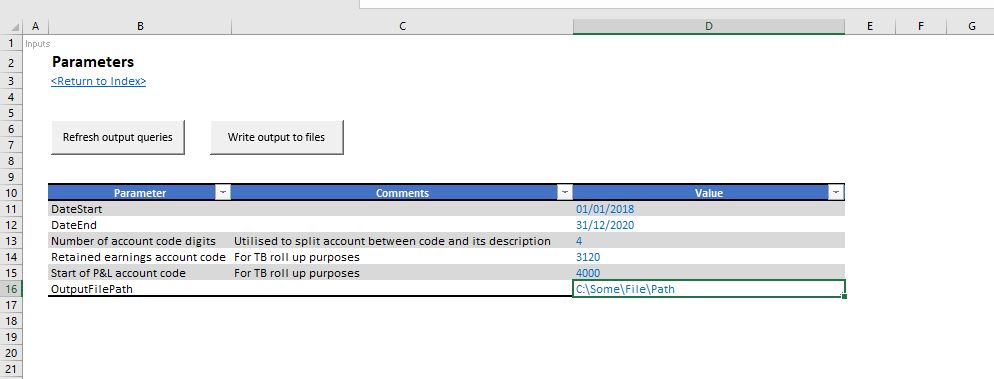 A B C D E F G
1 Inputs
2 Parameters
3 <Return to Index>
4
5
6
Refresh output queries Write output to files
7
8
9
10 Parameter Comments Value
11 DateStart 01/01/2018
12 DateEnd 31/12/2020
13 Number of account code digits Utilised to split account between code and its description 4
14 Retained earnings account code For TB roll up purposes 3120
15 Start of P&L account code For TB roll up purposes 4000
16 OutputFilePath C:\Some\File\Path
17
18
19
20
21